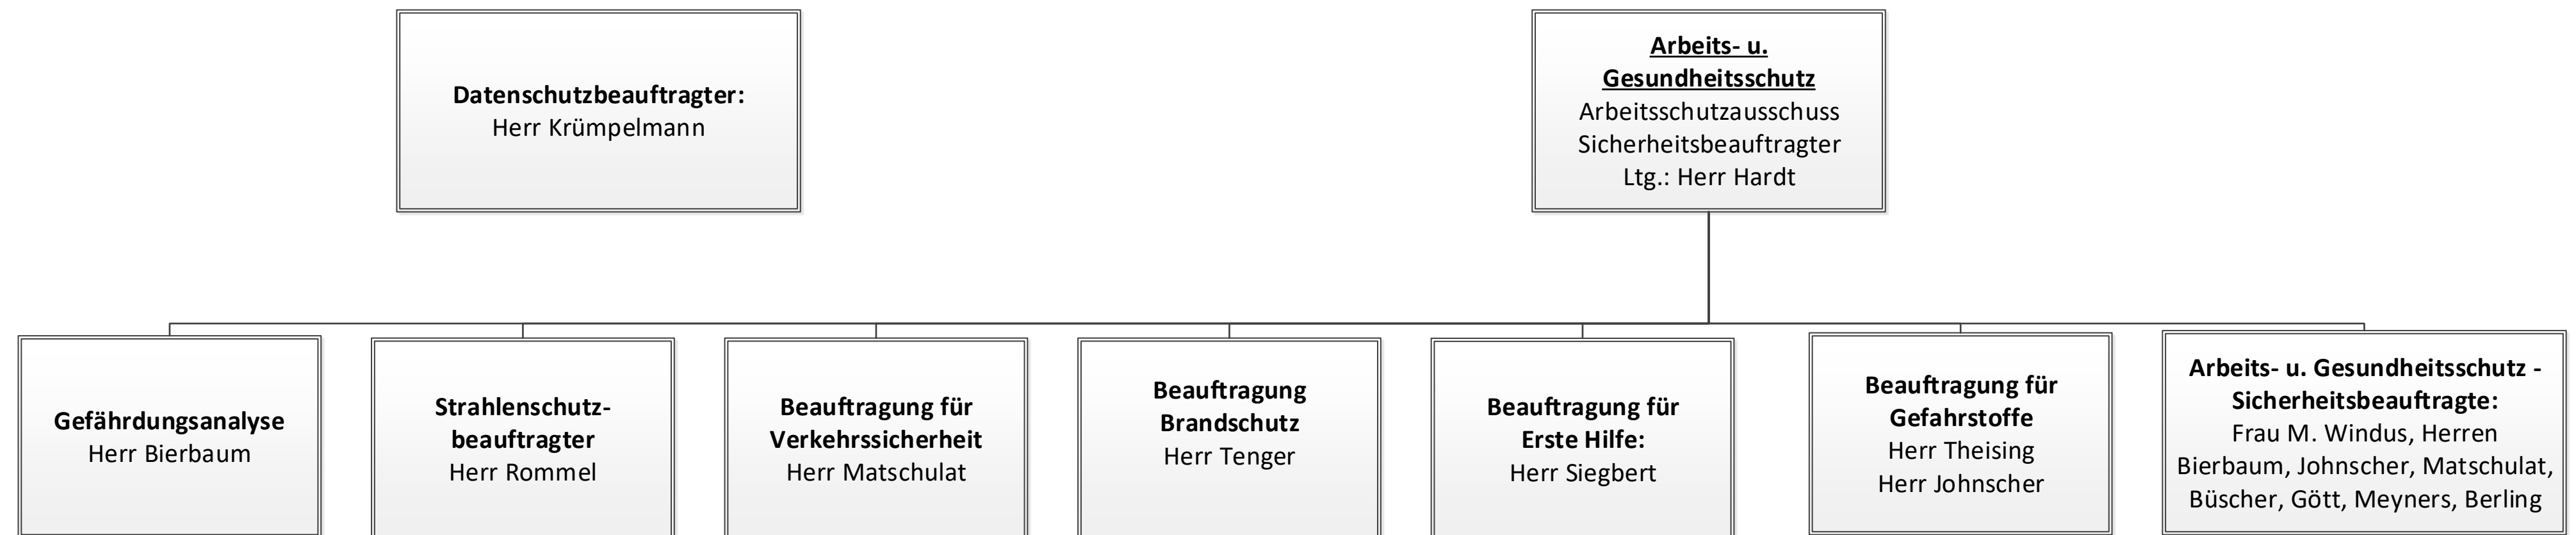 Datenschutzbeauftragter:
Herr Krümpelmann
Arbeits- u.
Gesundheitsschutz
Arbeitsschutzausschuss
Sicherheitsbeauftragter
Ltg.: Herr Hardt
Gefährdungsanalyse
Herr Bierbaum
Strahlenschutz-
beauftragter
Herr Rommel
Beauftragung für
Verkehrssicherheit
Herr Matschulat
Beauftragung
Brandschutz
Herr Tenger
Beauftragung für
Erste Hilfe:
Herr Siegbert
Beauftragung für
Gefahrstoffe
Herr Theising
Herr Johnscher
Arbeits- u. Gesundheitsschutz -
Sicherheitsbeauftragte:
Frau M. Windus, Herren
Bierbaum, Johnscher, Matschulat,
Büscher, Gött, Meyners, Berling